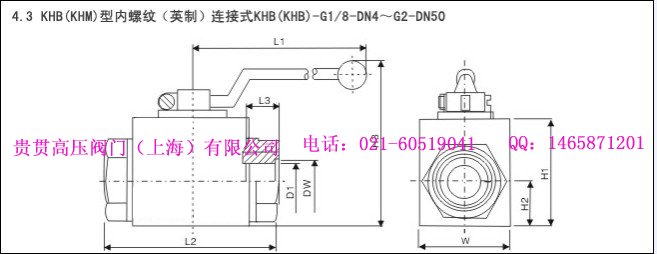 4.3 KHB(KHM)型内螺纹（英制）连接式KHB(KHB)-G1/8-DN4～G2-DN50
L1
L3
H3
贵贯高压阀门（上海）有限公司 电话：021-60519041 QQ：1465871201
D1
DW
H1
H2
L2
W